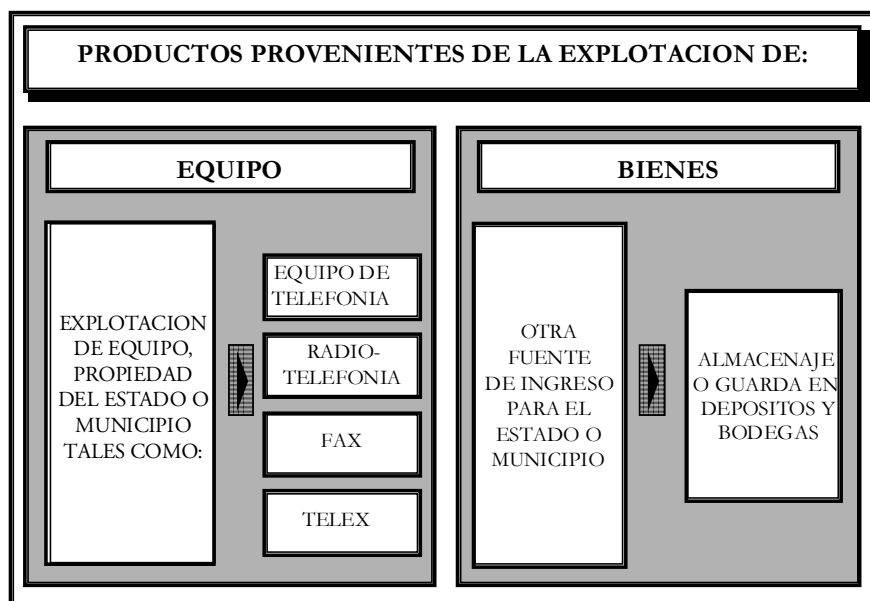 PRODUCTOS PROVENIENTES DE LA EXPLOTACION DE:
EQUIPO
EXPLOTACION
DE EQUIPO,
PROPIEDAD
DEL ESTADO O
MUNICIPIO
TALES COMO:
EQUIPO DE
TELEFONIA
RADIO-
TELEFONIA
FAX
TELEX
BIENES
OTRA
FUENTE
DE INGRESO
PARA EL
ESTADO O
MUNICIPIO
ALMACENAJE
O GUARDA EN
DEPOSITOS Y
BODEGAS